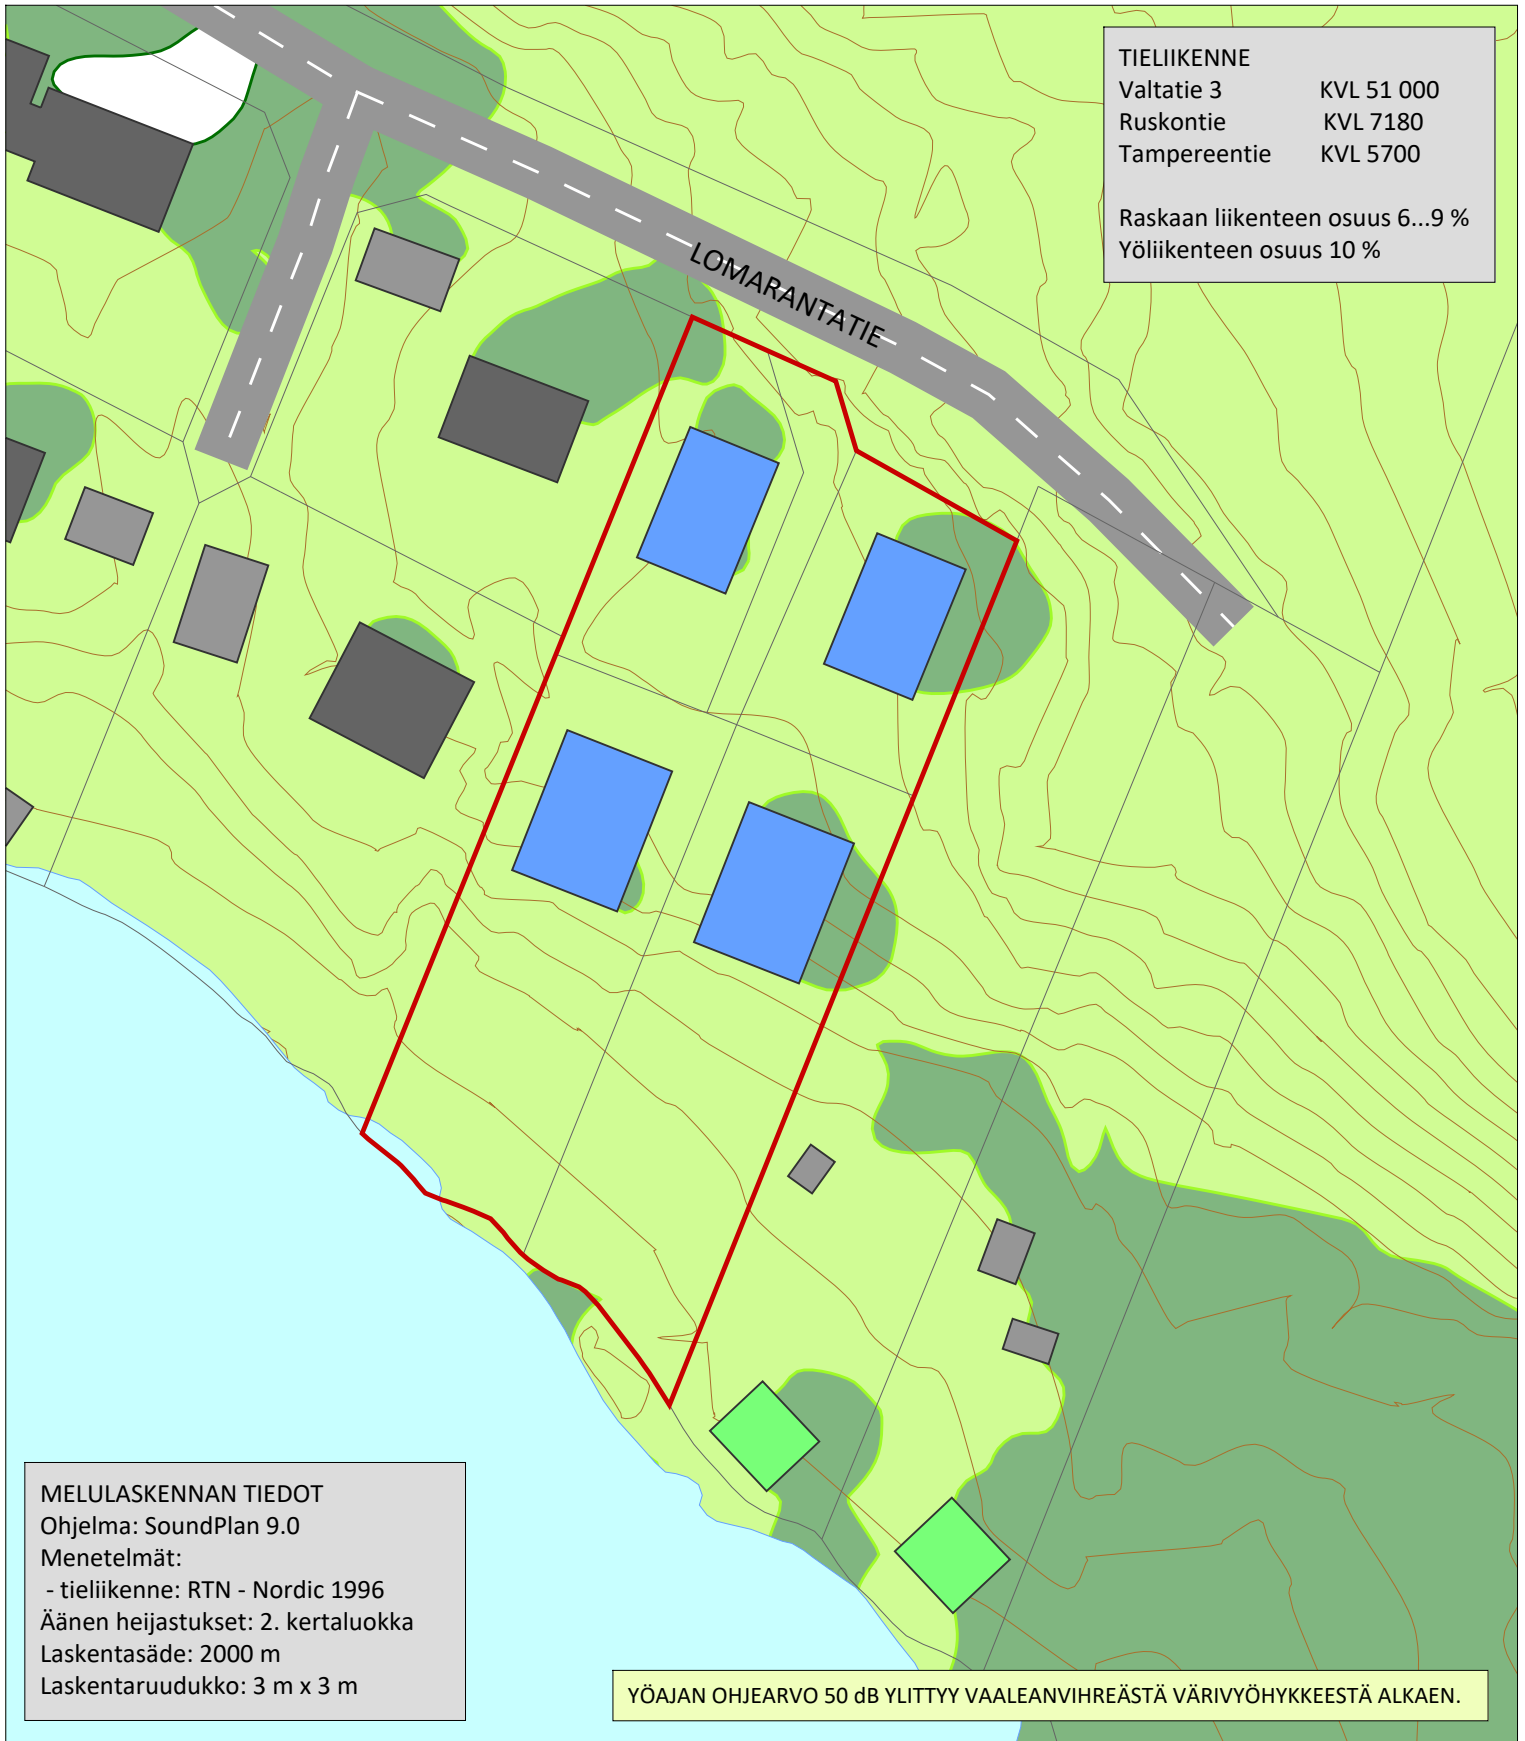 TIELIIKENNE
Valtatie 3 KVL 51 000
Ruskontie KVL 7180
Tampereentie KVL 5700
Raskaan liikenteen osuus 6...9 %
Yöliikenteen osuus 10 %
LOMARANTATIE
MELULASKENNAN TIEDOT
Ohjelma: SoundPlan 9.0
Menetelmät:
- tieliikenne: RTN - Nordic 1996
Äänen heijastukset: 2. kertaluokka
Laskentasäde: 2000 m
Laskentaruudukko: 3 m x 3 m
YÖAJAN OHJEARVO 50 dB YLITTYY VAALEANVIHREÄSTÄ VÄRIVYÖHYKKEESTÄ ALKAEN.